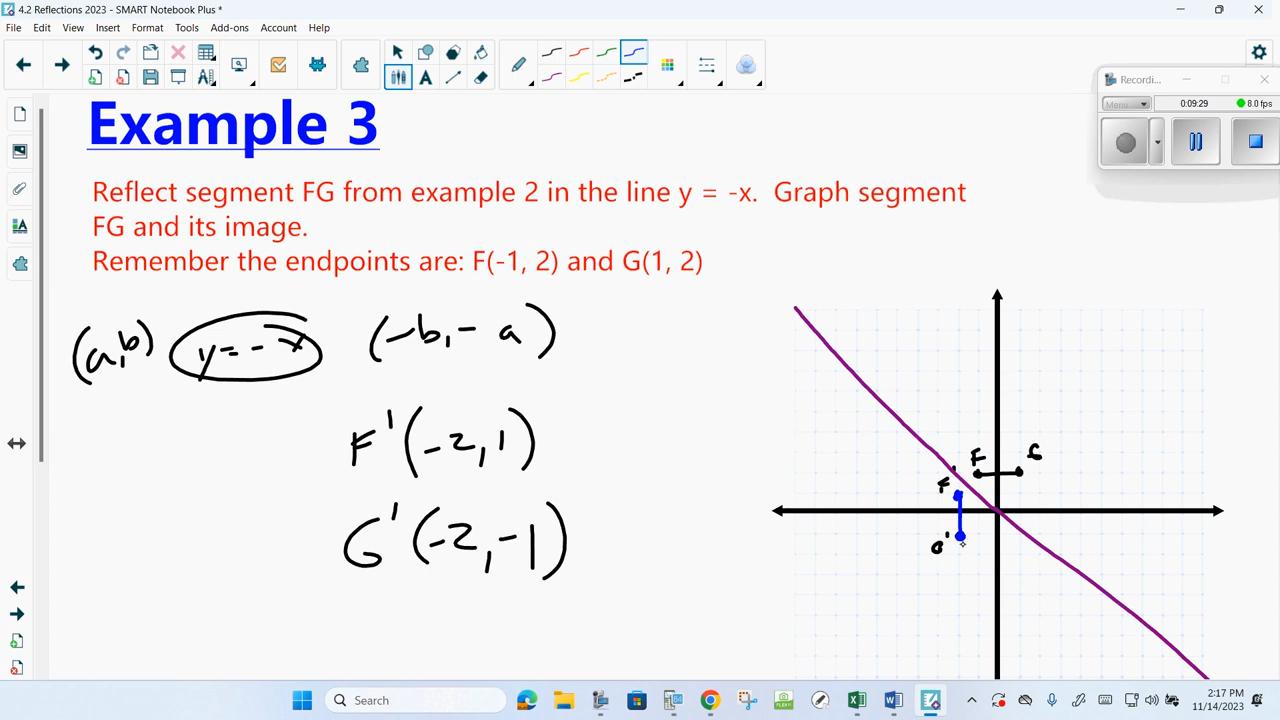 4.2 Reflections 2023 - SMART Notebook Plus *
File Edit View Insert Format Tools Add-ons Account Help
Recordi...
Menu
00:09:29
8.0 fps
Example 3
Reflect segment FG from example 2 in the line y = -x. Graph segment
FG and its image.
Remember the endpoints are: F(-1, 2) and G(1, 2)
(a,b) y = - x (-b, - a)
F' (-2, 1)
G' (-2, -1)
F G
F'
G'
Search
2:17 PM
11/14/2023